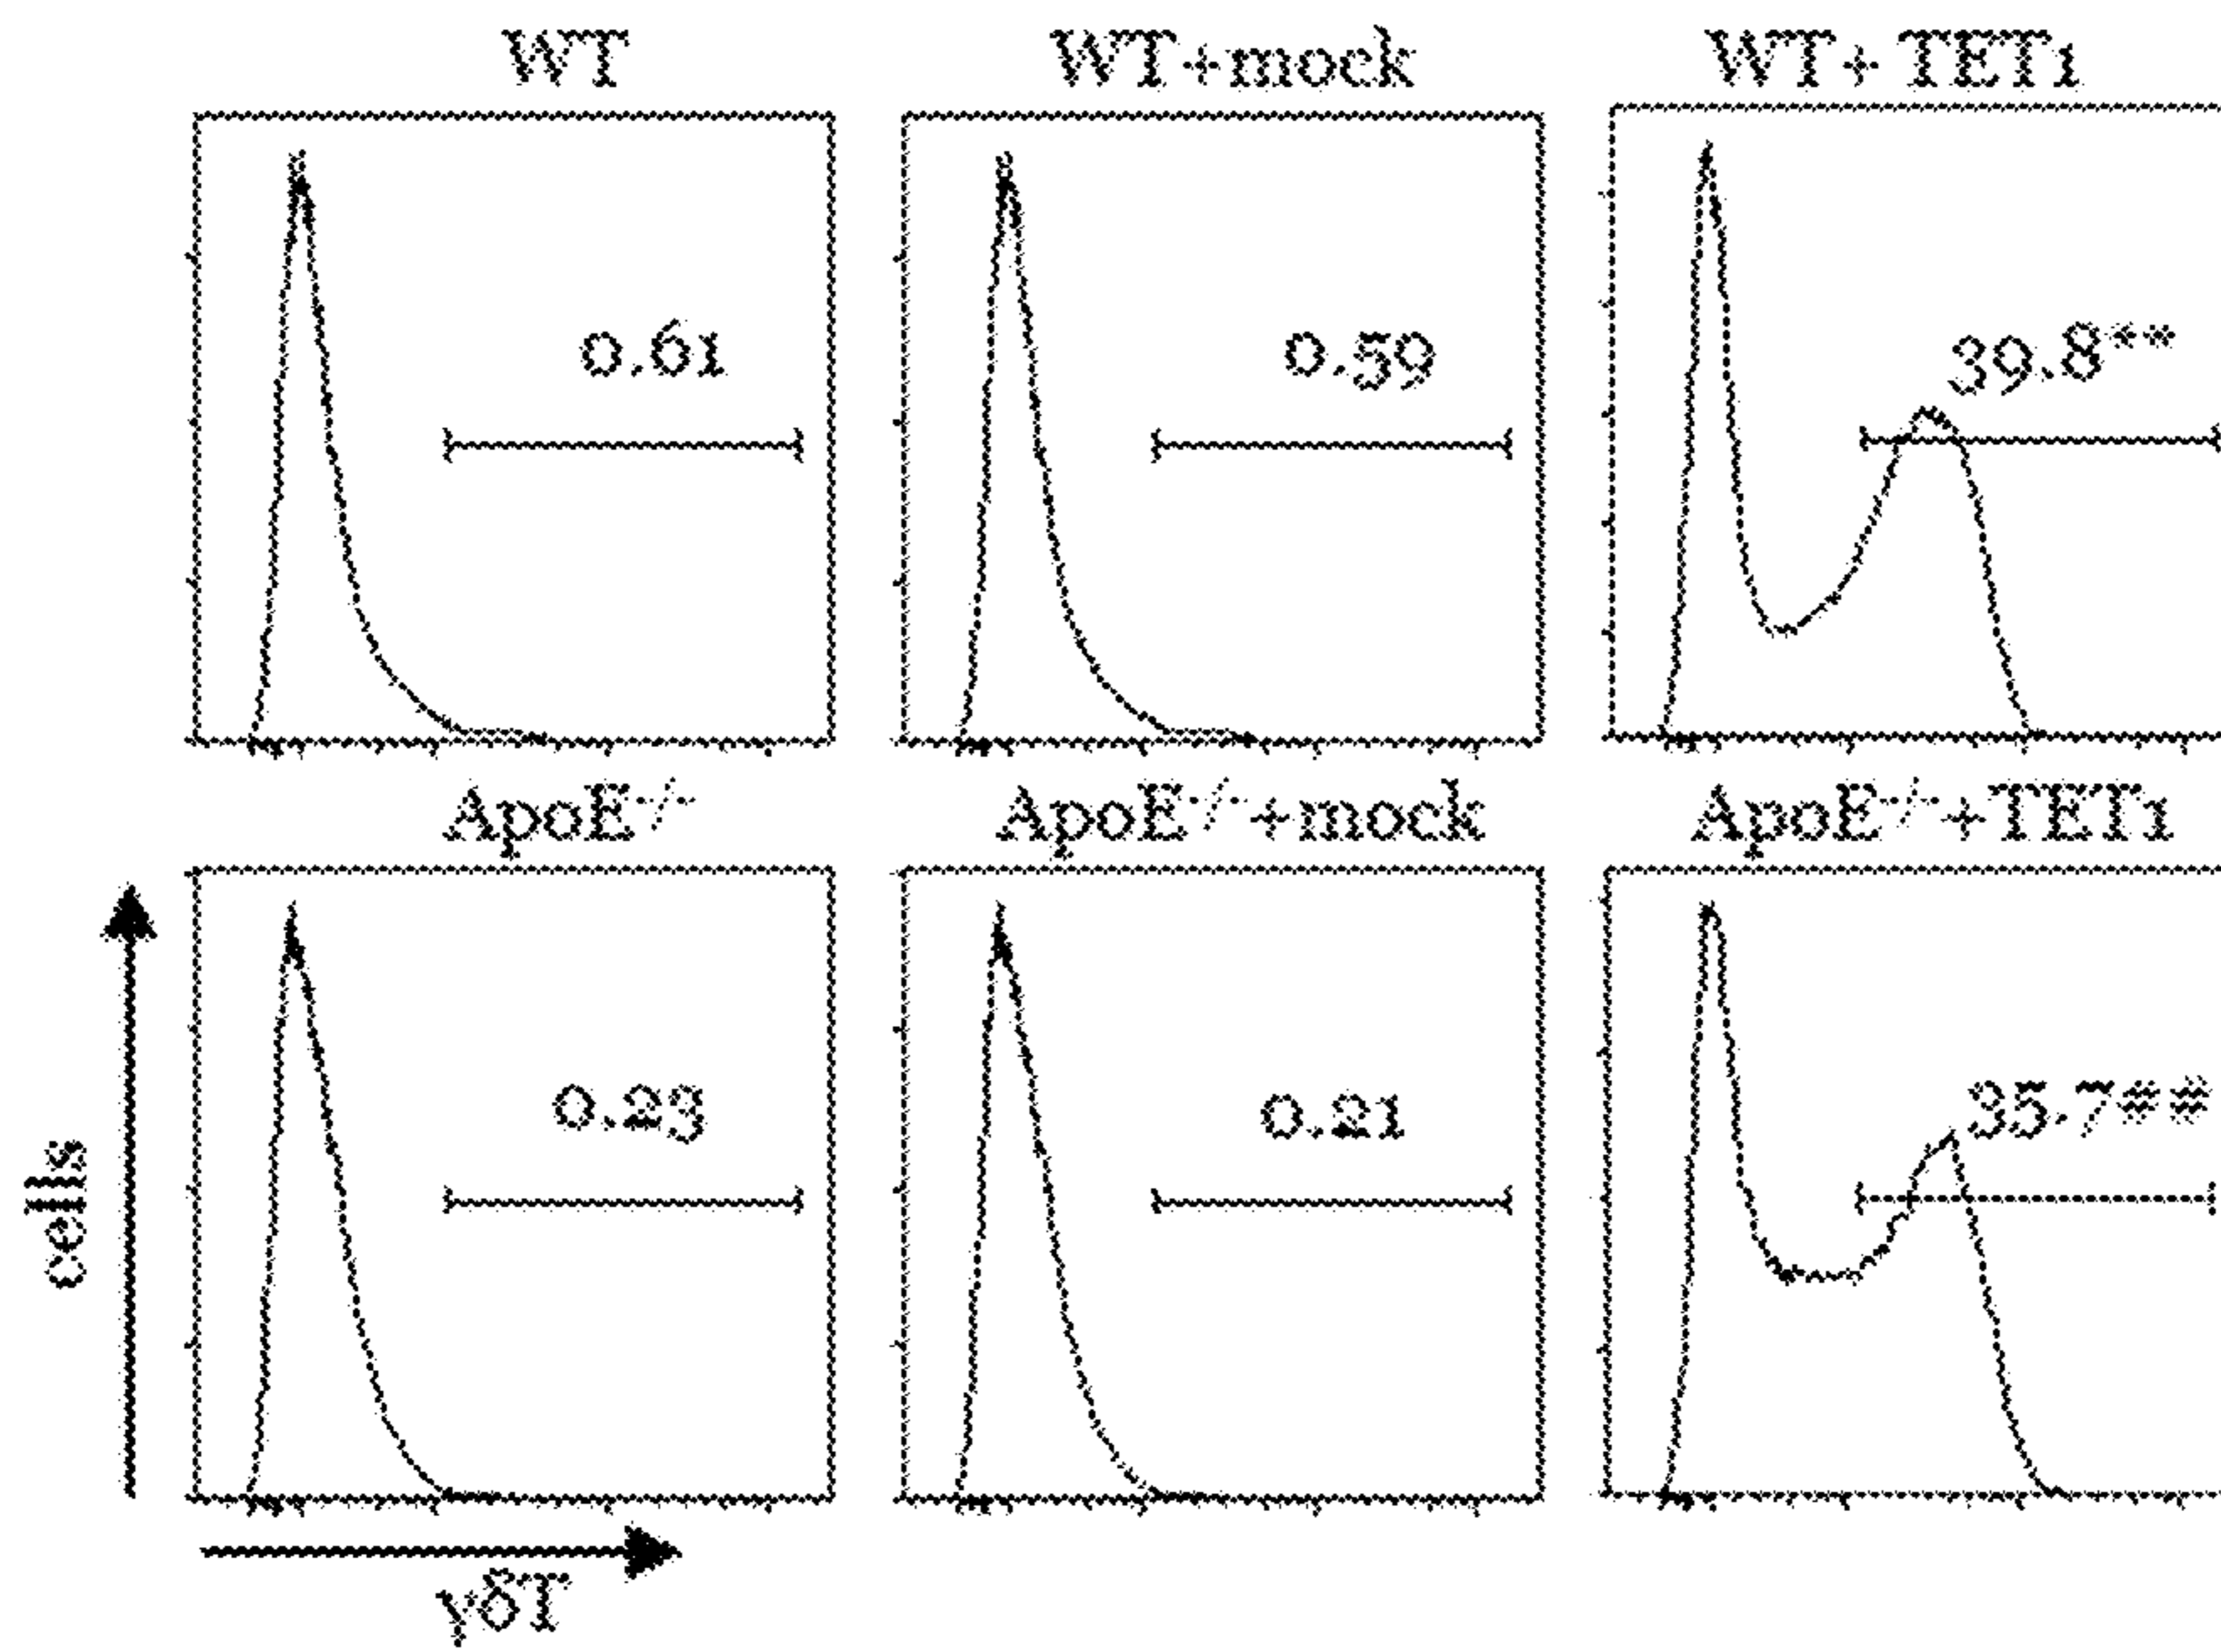 WT WT+mock WT+ TET1
0.61 0.59 39.8**
ApoE-/- ApoE-/-+mock ApoE-/-+TET1
0.23 0.21 35.7##
cells
γδT